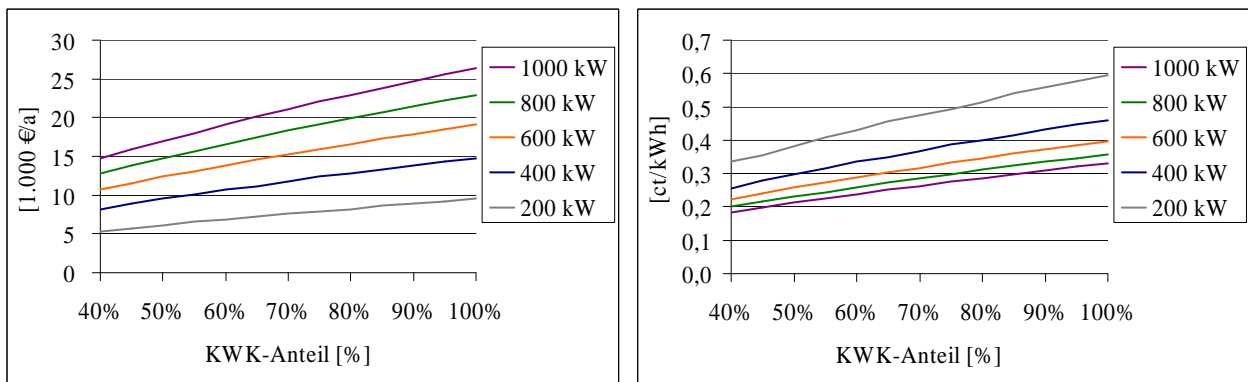 [1.000 €/a]
30
25
20
15
10
5
0
40%
50%
60%
70%
80%
90%
100%
KWK-Anteil [%]
1000 kW
800 kW
600 kW
400 kW
200 kW
[ct/kWh]
0,7
0,6
0,5
0,4
0,3
0,2
0,1
0,0
40%
50%
60%
70%
80%
90%
100%
KWK-Anteil [%]
1000 kW
800 kW
600 kW
400 kW
200 kW